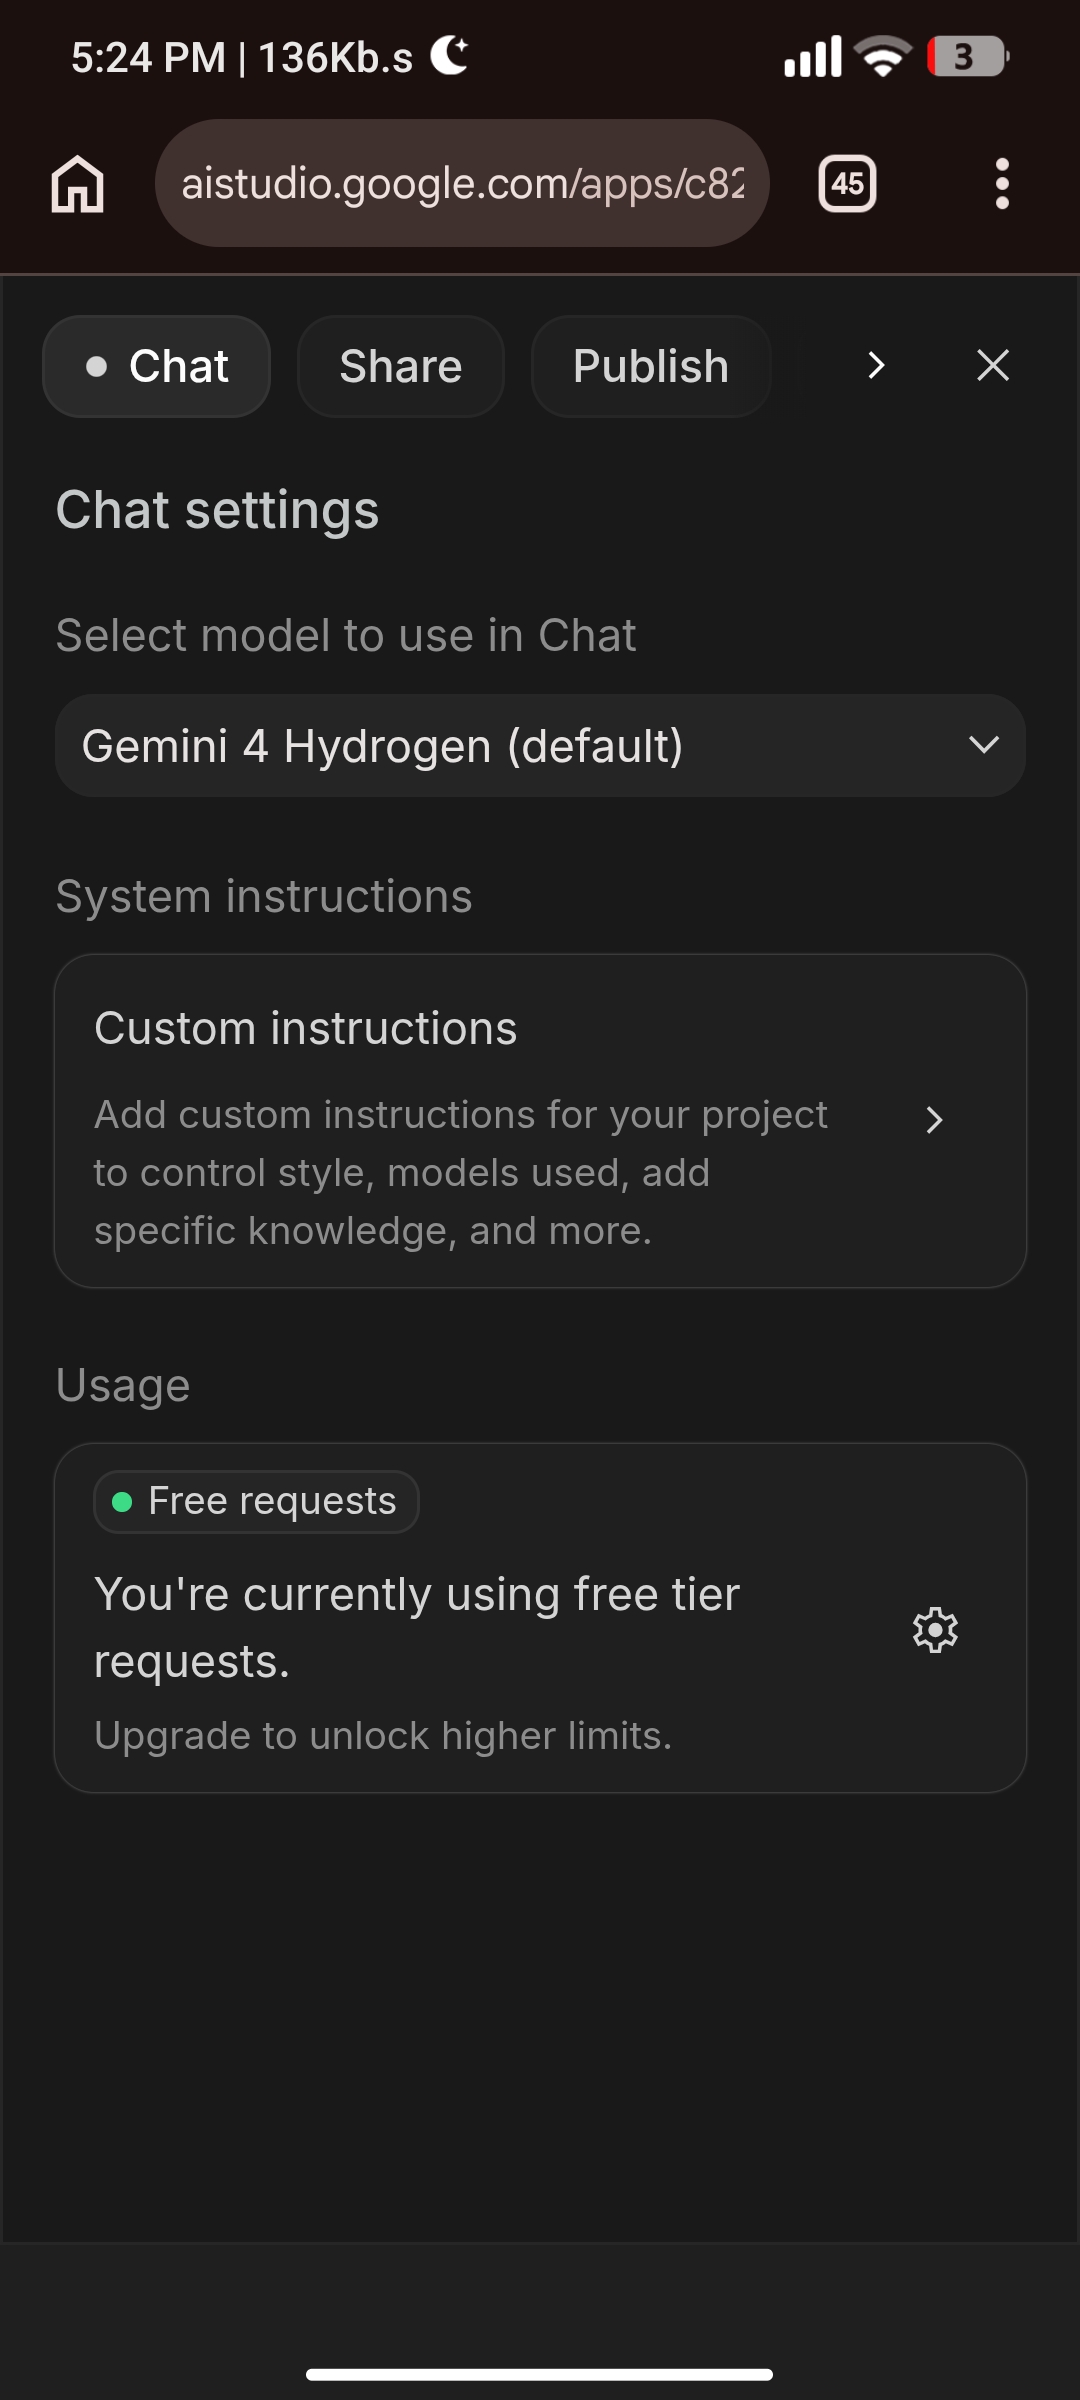 5:24 PM | 136Kb.s
3
aistudio.google.com/apps/c82
45
Chat
Share
Publish
Chat settings
Select model to use in Chat
Gemini 4 Hydrogen (default)
System instructions
Custom instructions
Add custom instructions for your project
to control style, models used, add
specific knowledge, and more.
Usage
Free requests
You're currently using free tier
requests.
Upgrade to unlock higher limits.